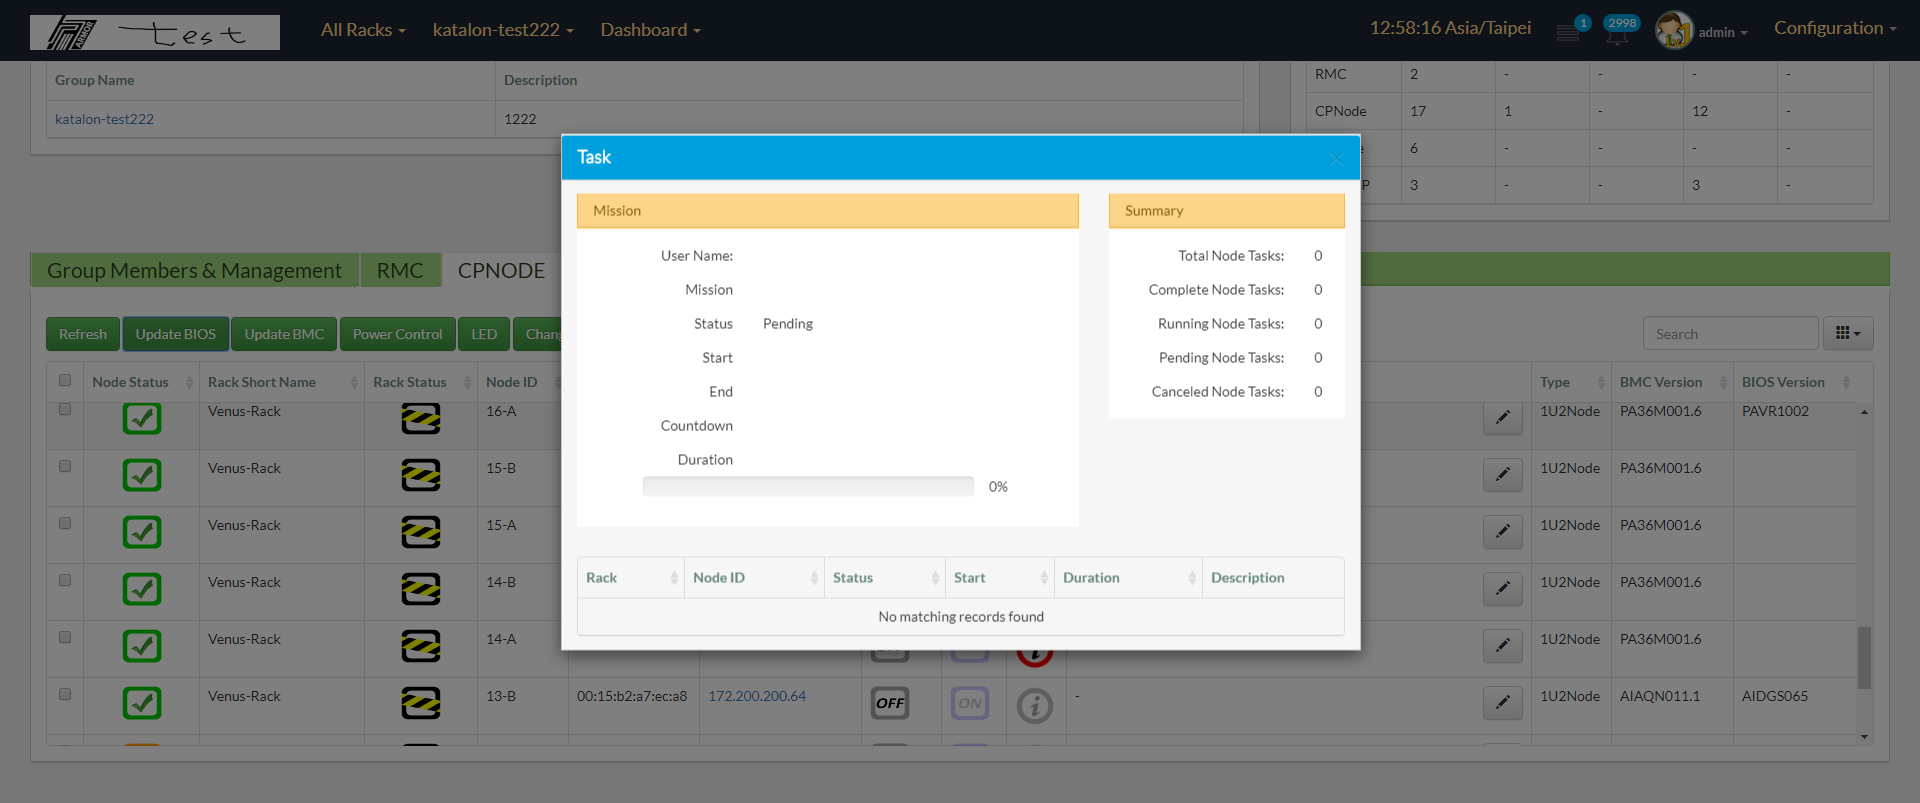 ARMOR test All Racks katalon-test222 Dashboard 12:58:16 Asia/Taipei 1 2998 admin Configuration
Group Name Description
katalon-test222 1222
RMC 2 - - - -
CPNode 17 1 - 12 -
6 - - - -
3 - - 3 -
Group Members & Management RMC CPNODE
Refresh Update BIOS Update BMC Power Control LED
Search
Node Status Rack Short Name Rack Status Node ID Type BMC Version BIOS Version
Venus-Rack 16-A 1U2Node PA36M001.6 PAVR1002
Venus-Rack 15-B 1U2Node PA36M001.6
Venus-Rack 15-A 1U2Node PA36M001.6
Venus-Rack 14-B 1U2Node PA36M001.6
Venus-Rack 14-A 1U2Node PA36M001.6
Venus-Rack 13-B 00:15:b2:a7:ec:a8 172.200.200.64 OFF ON i - 1U2Node AIAQN011.1 AIDGS065
Task
Mission
User Name:
Mission
Status Pending
Start
End
Countdown
Duration
0%
Summary
Total Node Tasks: 0
Complete Node Tasks: 0
Running Node Tasks: 0
Pending Node Tasks: 0
Canceled Node Tasks: 0
Rack Node ID Status Start Duration Description
No matching records found